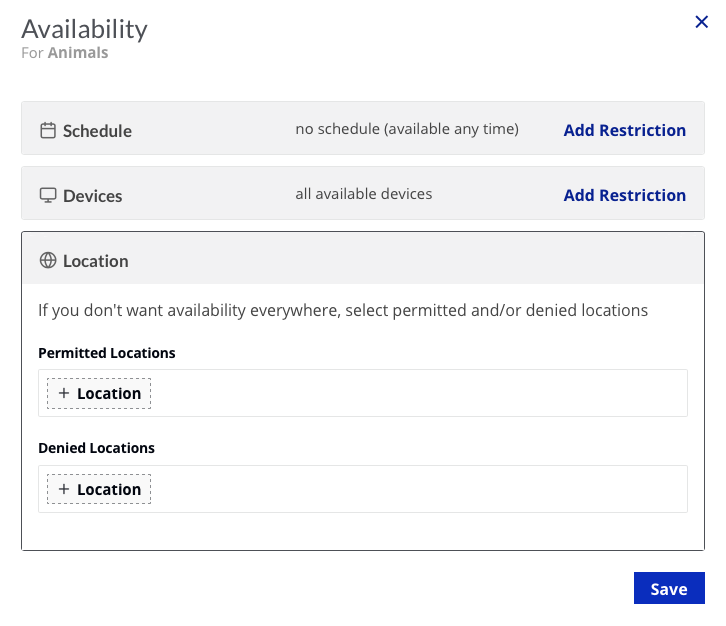 Availability
For Animals
Schedule no schedule (available any time) Add Restriction
Devices all available devices Add Restriction
Location
If you don't want availability everywhere, select permitted and/or denied locations
Permitted Locations
+ Location
Denied Locations
+ Location
Save